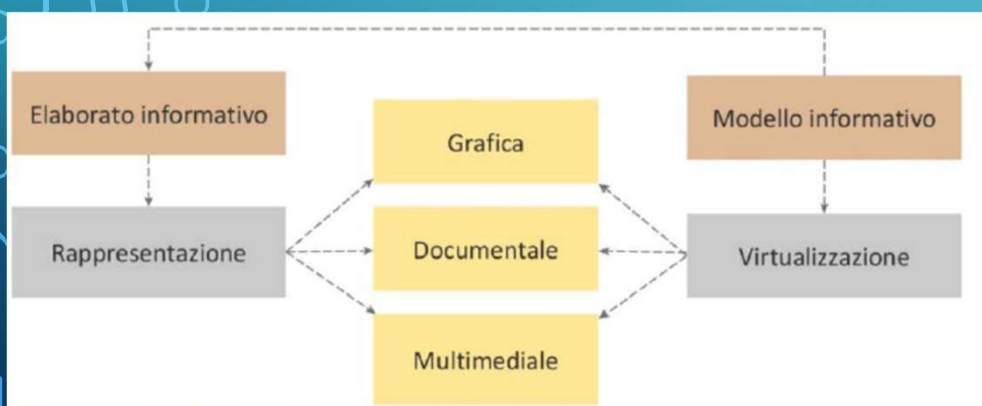 Elaborato informativo
Modello informativo
Grafica
Rappresentazione
Documentale
Virtualizzazione
Multimediale